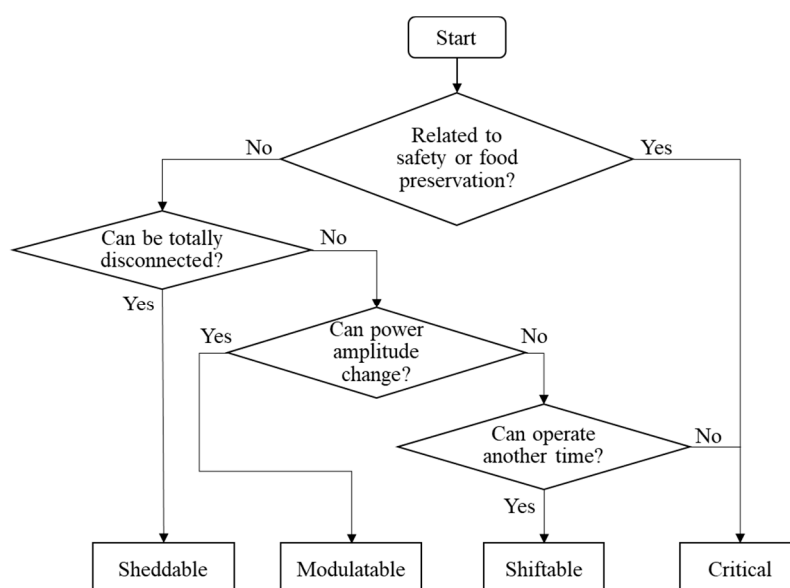 Start
Related to
safety or food
preservation?
No
Yes
Can be totally
disconnected?
No
Yes
Can power
amplitude
change?
Yes
No
Can operate
another time?
No
Yes
Sheddable
Modulatable
Shiftable
Critical